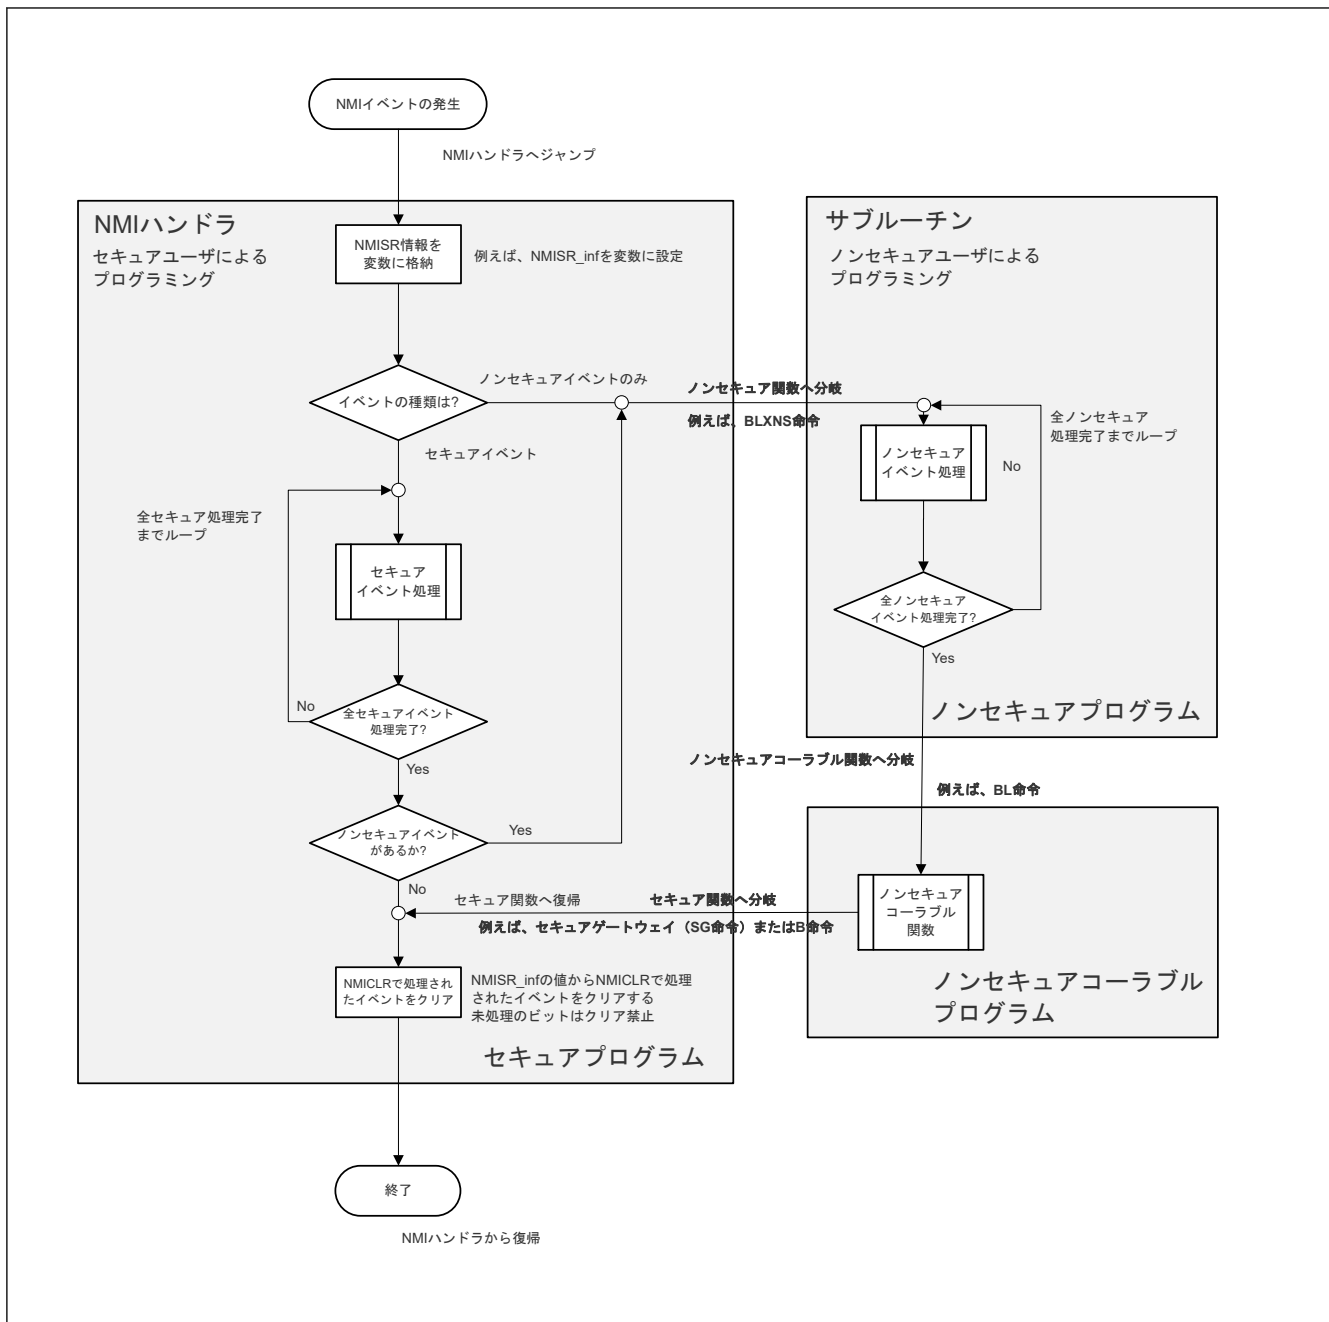 NMIイベントの発生
NMIハンドラへジャンプ
NMIハンドラ
セキュアユーザによる
プログラミング
NMISR情報を
変数に格納
例えば、NMISR_infを変数に設定
イベントの種類は?
ノンセキュアイベントのみ
セキュアイベント
全セキュア処理完了
までループ
セキュア
イベント処理
No
全セキュアイベント
処理完了?
Yes
ノンセキュアイベント
があるか?
Yes
No
セキュア関数へ復帰
NMICLRで処理され
たイベントをクリア
NMISR_infの値からNMICLRで処理
されたイベントをクリアする
未処理のビットはクリア禁止
セキュアプログラム
終了
NMIハンドラから復帰
ノンセキュア関数へ分岐
例えば、BLXNS命令
サブルーチン
ノンセキュアユーザによる
プログラミング
全ノンセキュア
処理完了までループ
ノンセキュア
イベント処理
No
全ノンセキュア
イベント処理完了?
Yes
ノンセキュアプログラム
ノンセキュアコーラブル関数へ分岐
例えば、BL命令
ノンセキュア
コーラブル
関数
セキュア関数へ分岐
例えば、セキュアゲートウェイ（SG命令）またはB命令
ノンセキュアコーラブル
プログラム